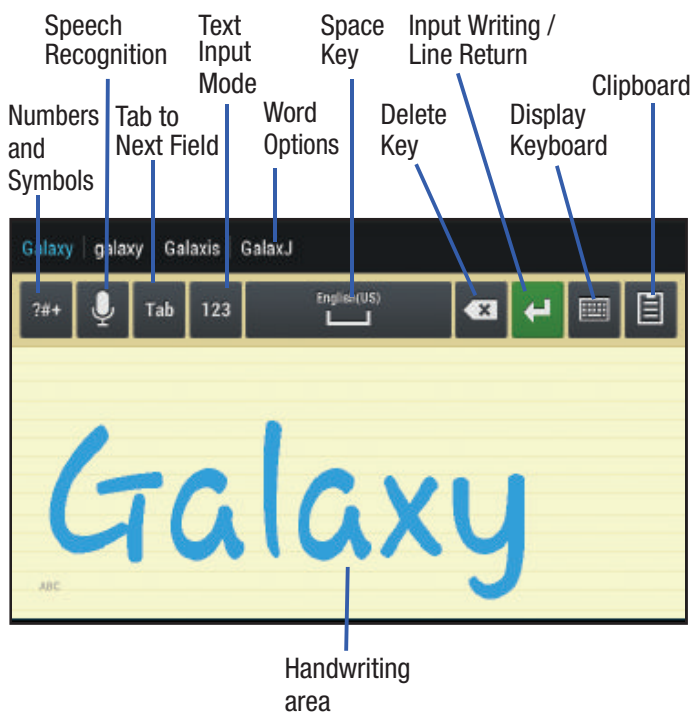 Speech
Recognition
Text
Input
Mode
Space
Key
Input Writing /
Line Return
Clipboard
Numbers
and
Symbols
Tab to
Next Field
Word
Options
Delete
Key
Display
Keyboard
Galaxy galaxy Galaxis GalaxJ
?#+ Tab 123 English(US)
Galaxy
ABC
Handwriting
area